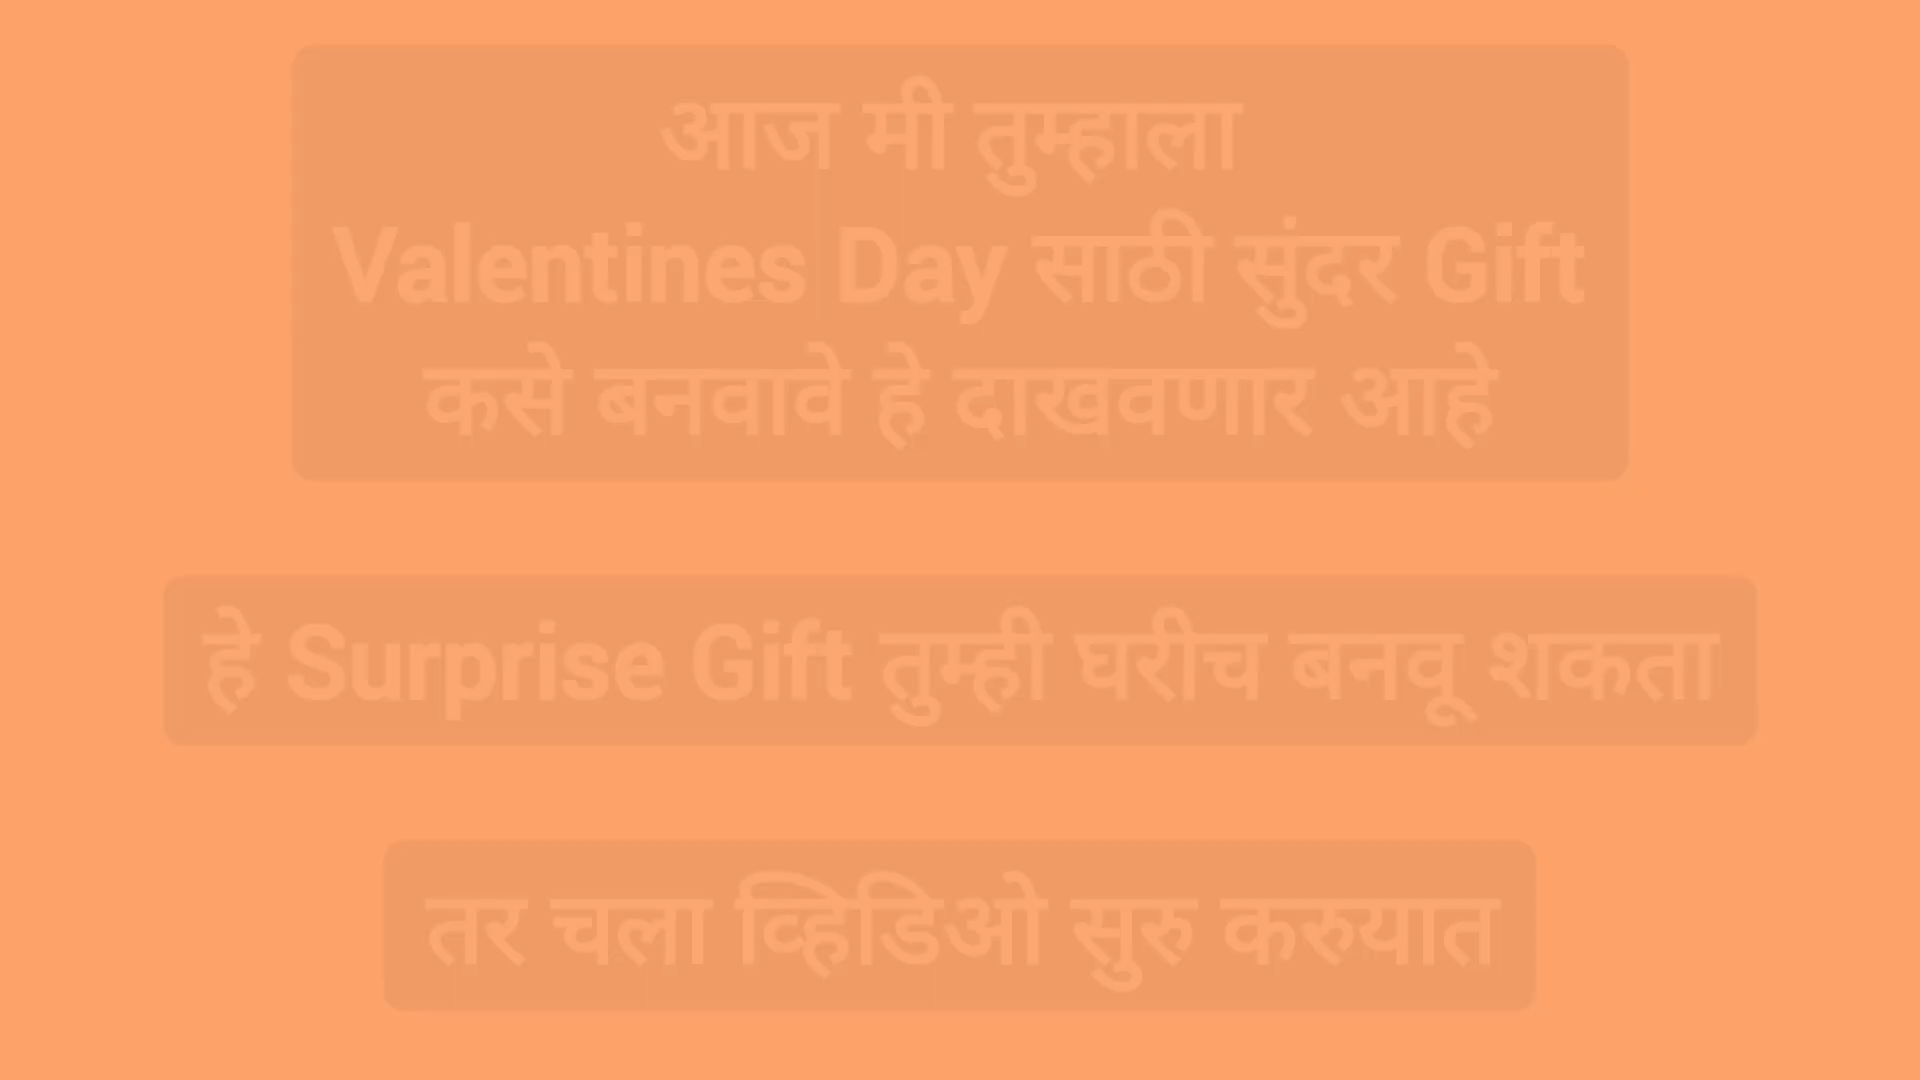 आज मी तुम्हाला
Valentines Day साठी सुंदर Gift
कसे बनवावे हे दाखवणार आहे
हे Surprise Gift तुम्ही घरीच बनवू शकता
तर चला व्हिडिओ सुरु करुयात